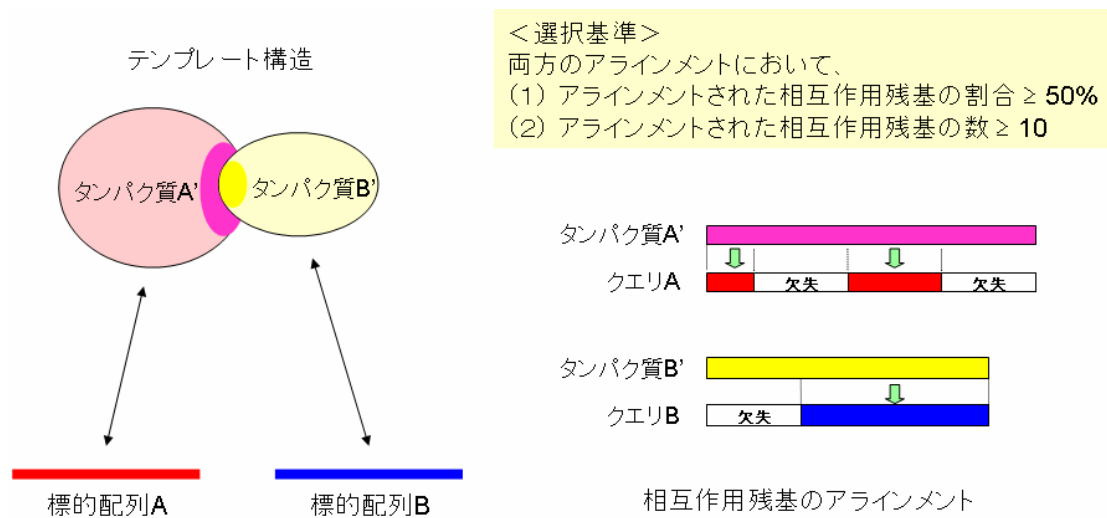 テンプレート構造
タンパク質A'
タンパク質B'
標的配列A
標的配列B
＜選択基準＞
両方のアラインメントにおいて、
(1) アラインメントされた相互作用残基の割合 ≥ 50%
(2) アラインメントされた相互作用残基の数 ≥ 10
タンパク質A'
クエリA
欠失
欠失
タンパク質B'
クエリB
欠失
相互作用残基のアラインメント